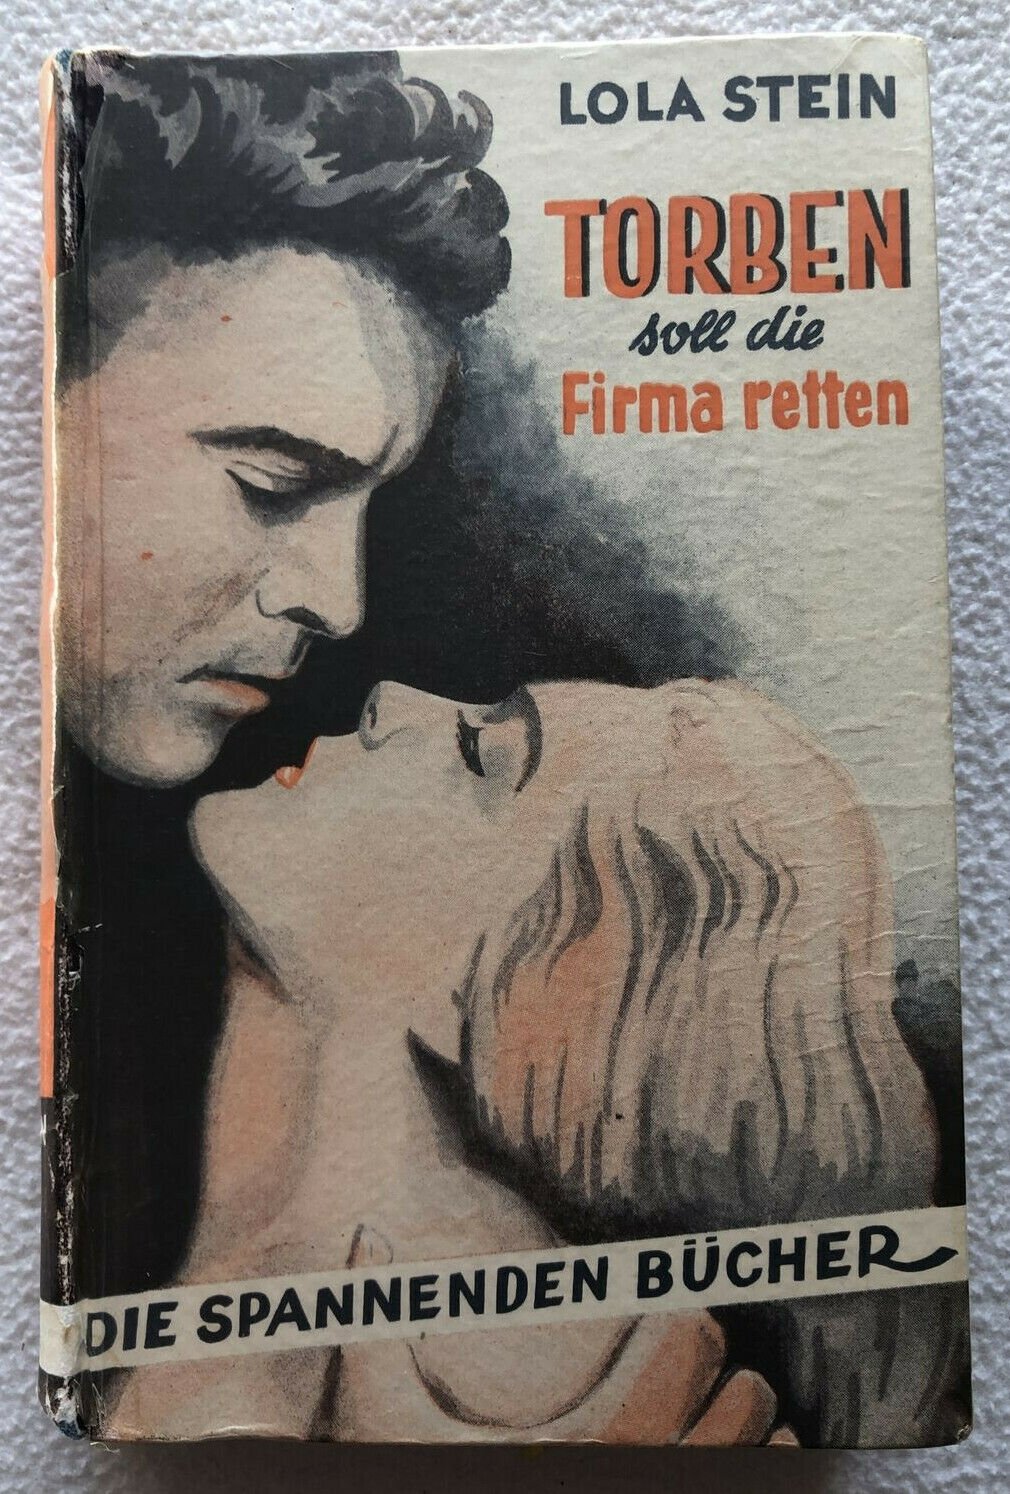 LOLA STEIN
TORBEN
soll die
Firma retten
DIE SPANNENDEN BÜCHER